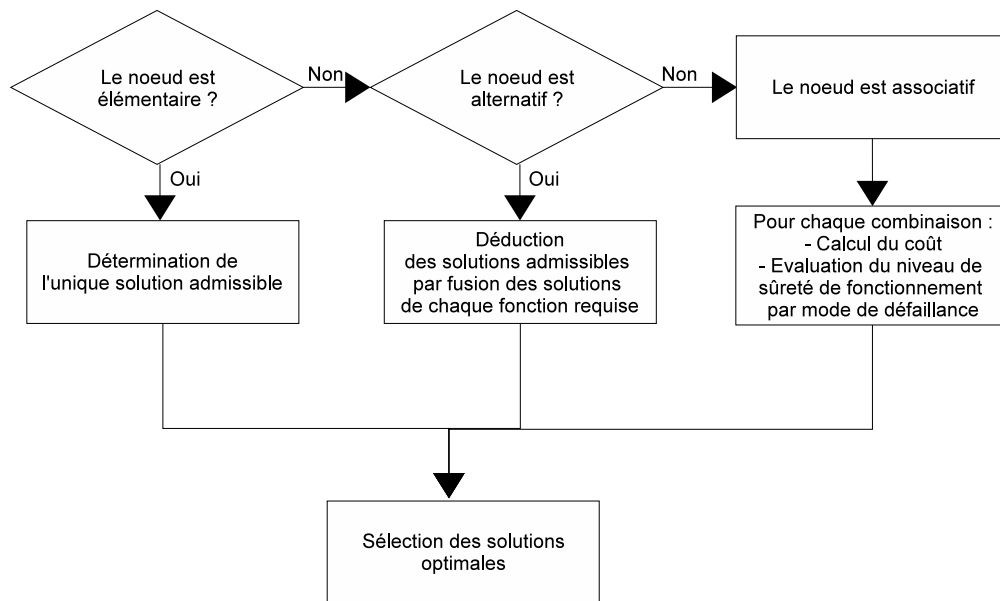 Le noeud est
élémentaire ?
Non
Le noeud est
alternatif ?
Non
Le noeud est associatif
Oui
Oui
Détermination de
l'unique solution admissible
Déduction
des solutions admissibles
par fusion des solutions
de chaque fonction requise
Pour chaque combinaison :
- Calcul du coût
- Evaluation du niveau de
sûreté de fonctionnement
par mode de défaillance
Sélection des solutions
optimales